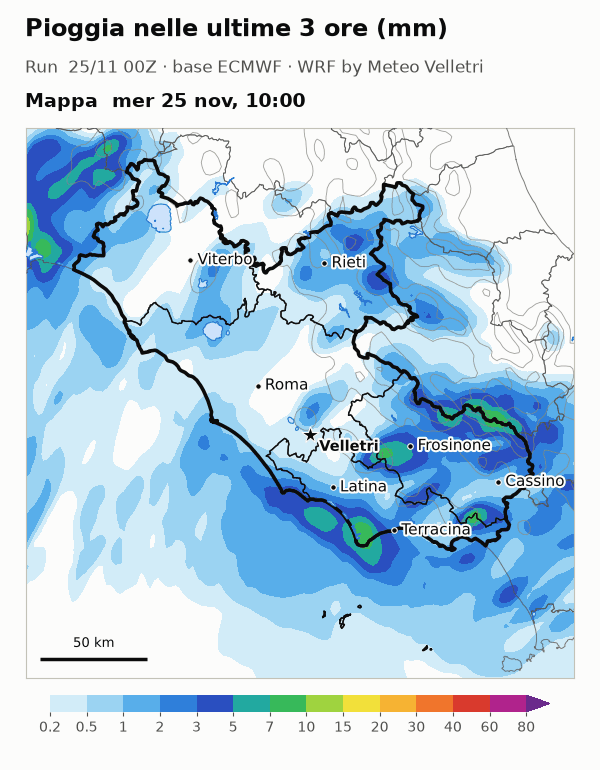 Pioggia nelle ultime 3 ore (mm)
Run  25/11 00Z · base ECMWF · WRF by Meteo Velletri
Mappa  mer 25 nov, 10:00
Viterbo
Rieti
Roma
Velletri
Frosinone
Cassino
Latina
Terracina
50 km
0.2 0.5 1 2 3 5 7 10 15 20 30 40 60 80